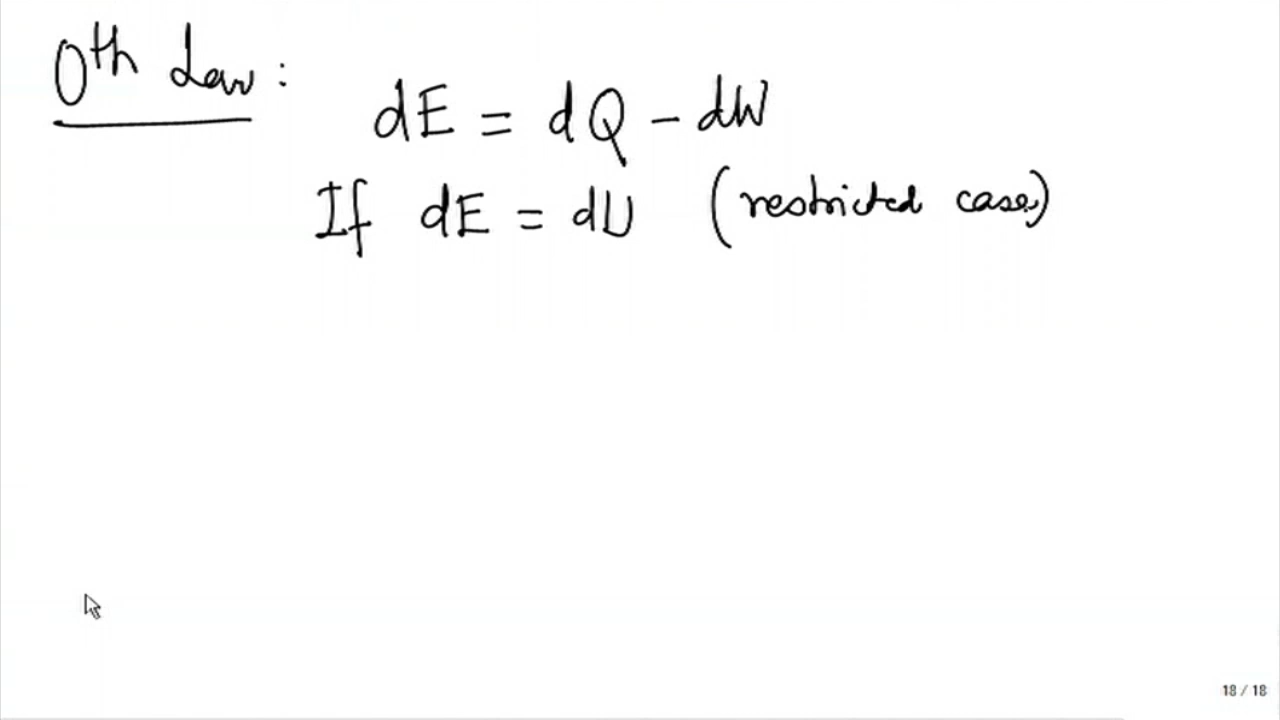 0th Law:
dE = dQ - dW
If dE = dU (restricted case)
18 / 18